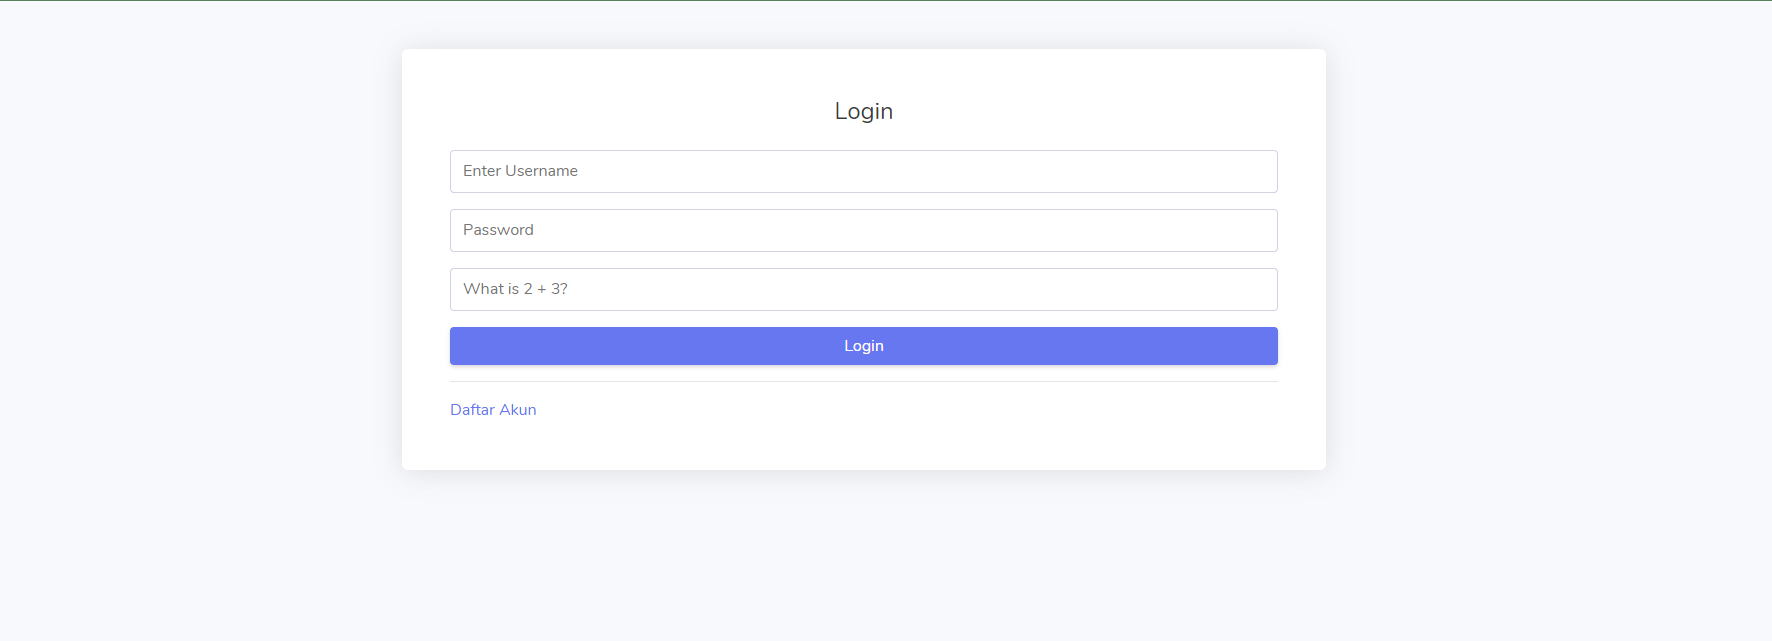 Login
Enter Username
Password
What is 2 + 3?
Login
Daftar Akun